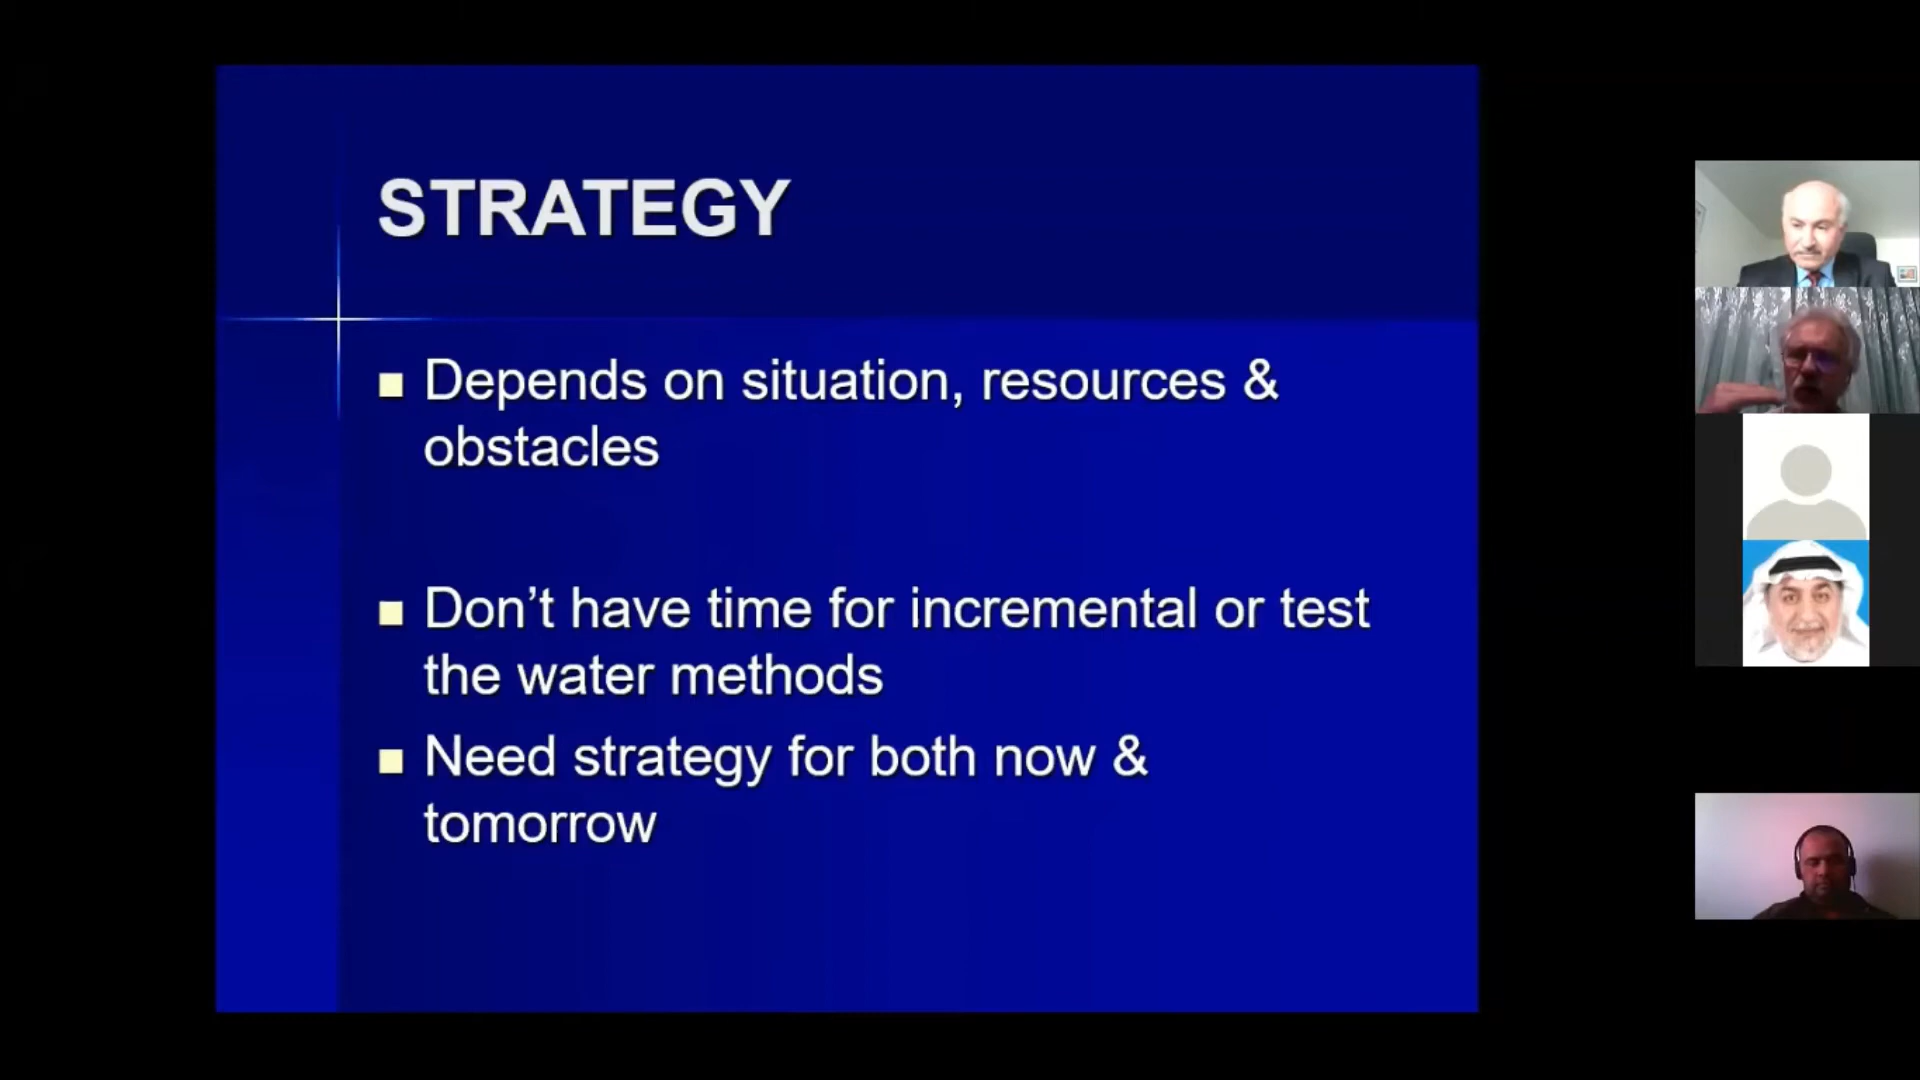 STRATEGY
Depends on situation, resources &
obstacles
Don’t have time for incremental or test
the water methods
Need strategy for both now &
tomorrow